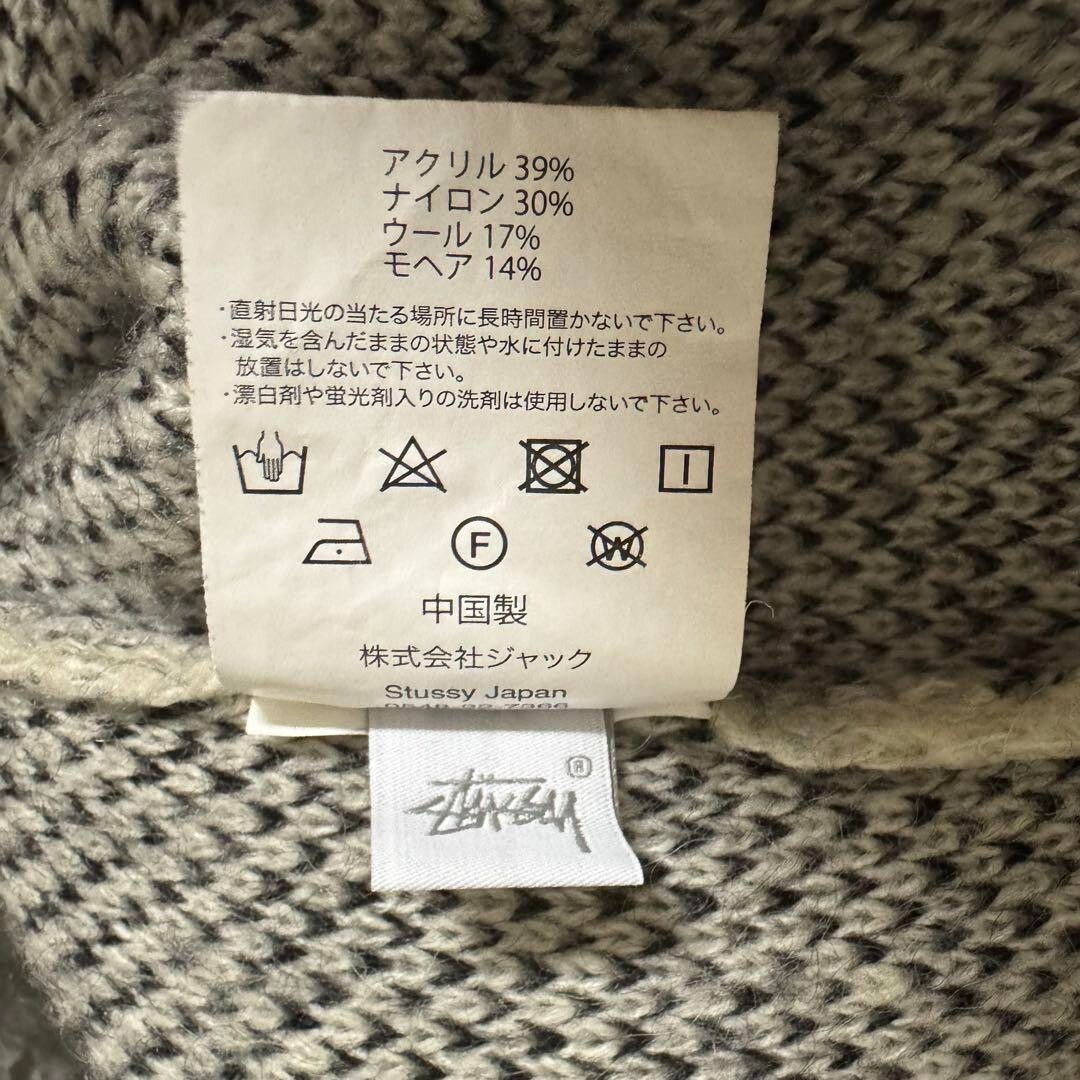 アクリル 39%
ナイロン 30%
ウール 17%
モヘア 14%
・直射日光の当たる場所に長時間置かないで下さい。
・湿気を含んだままの状態や水に付けたままの
放置はしないで下さい。
・漂白剤や蛍光剤入りの洗剤は使用しないで下さい。
F
W
中国製
株式会社ジャック
Stussy Japan
STÜSSY ®